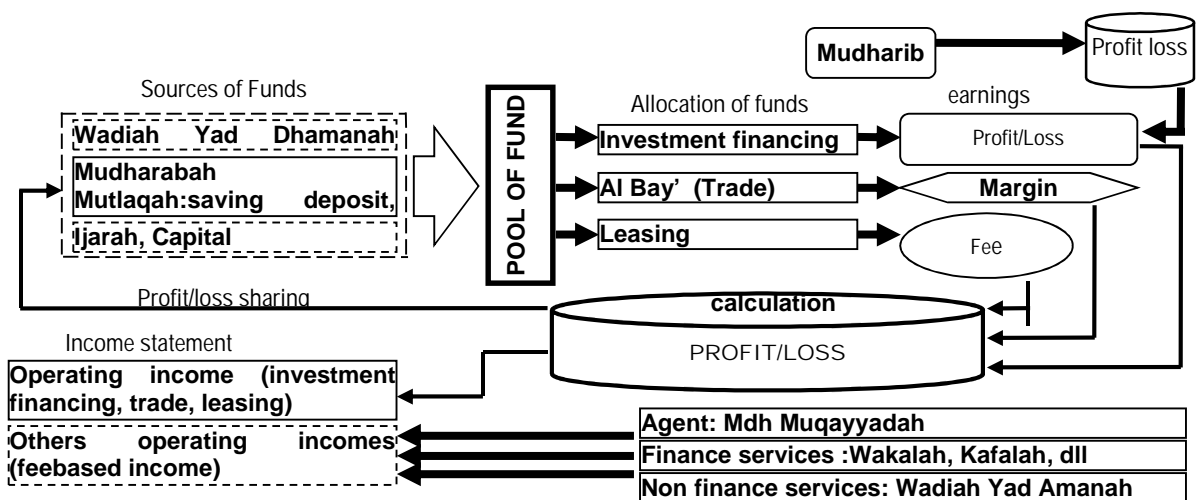 Mudharib
Profit loss
Sources of Funds
Wadiah Yad Dhamanah
Mudharabah
Mutlaqah:saving deposit,
Ijarah, Capital
POOL OF FUND
Allocation of funds
Investment financing
Al Bay' (Trade)
Leasing
earnings
Profit/Loss
Margin
Fee
Profit/loss sharing
calculation
PROFIT/LOSS
Income statement
Operating income (investment
financing, trade, leasing)
Others operating incomes
(feebased income)
Agent: Mdh Muqayyadah
Finance services :Wakalah, Kafalah, dll
Non finance services: Wadiah Yad Amanah